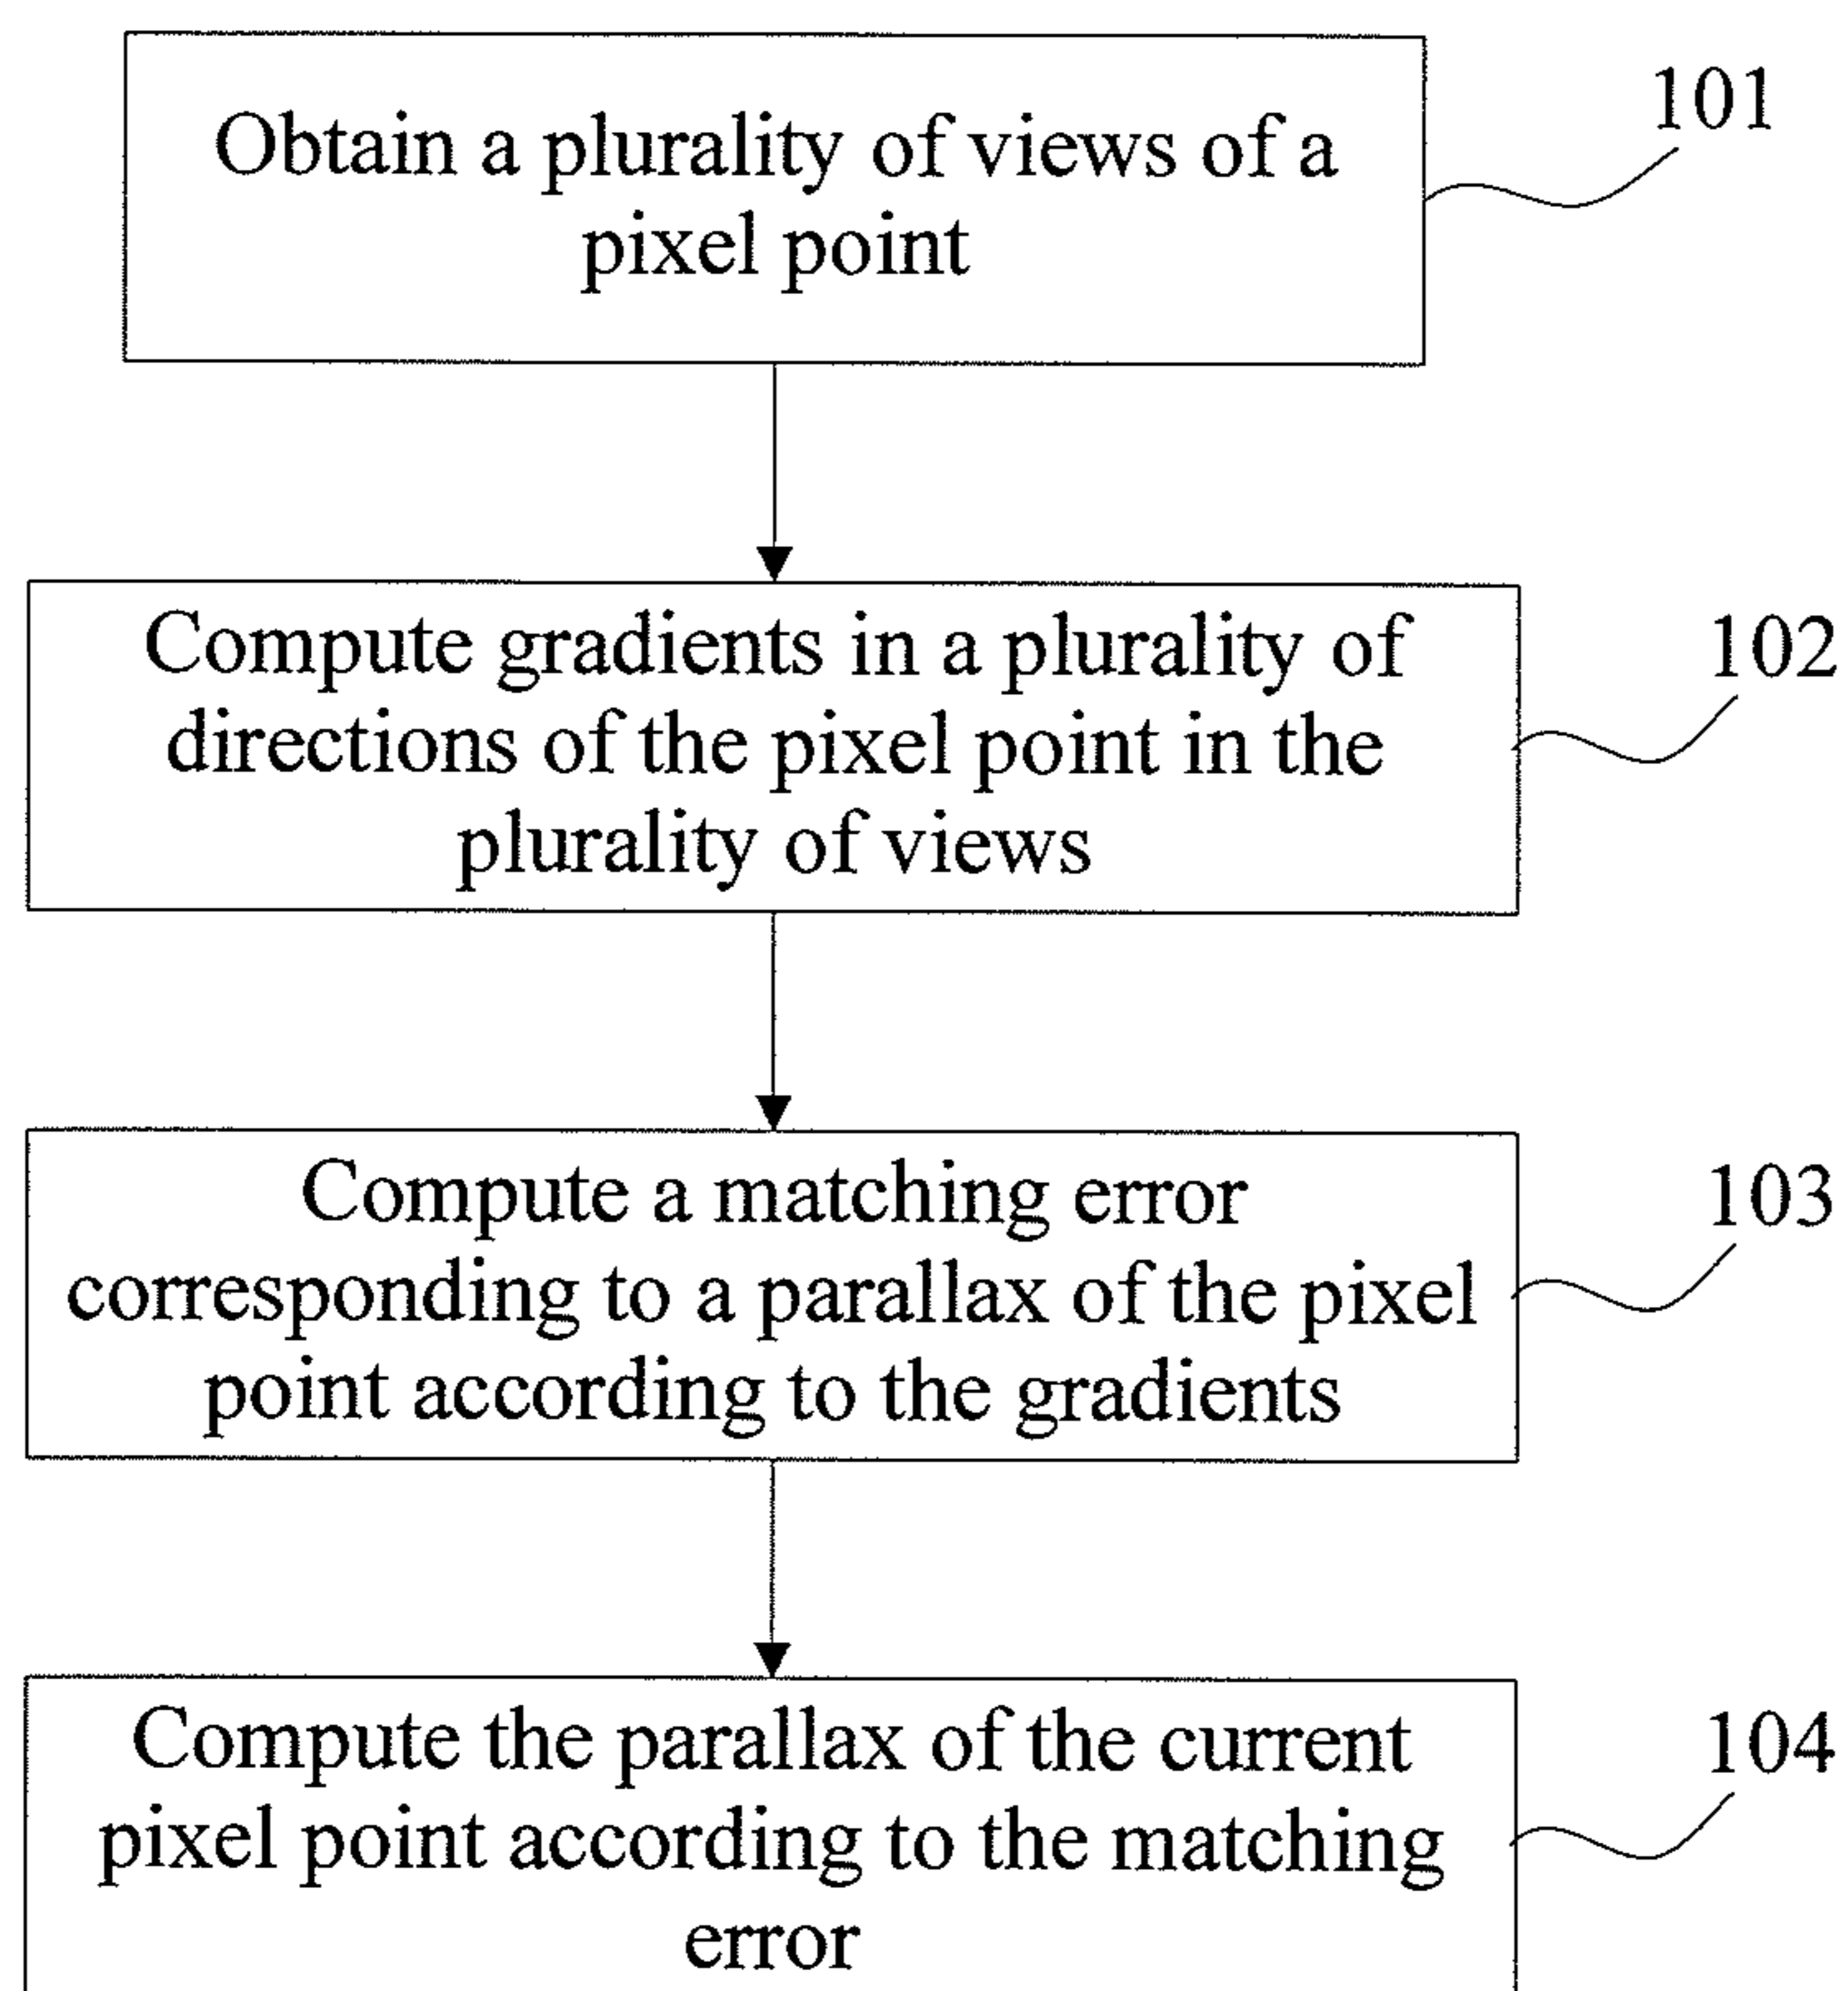 Obtain a plurality of views of a
pixel point
101
Compute gradients in a plurality of
directions of the pixel point in the
plurality of views
102
Compute a matching error
corresponding to a parallax of the pixel
point according to the gradients
103
Compute the parallax of the current
pixel point according to the matching
error
104